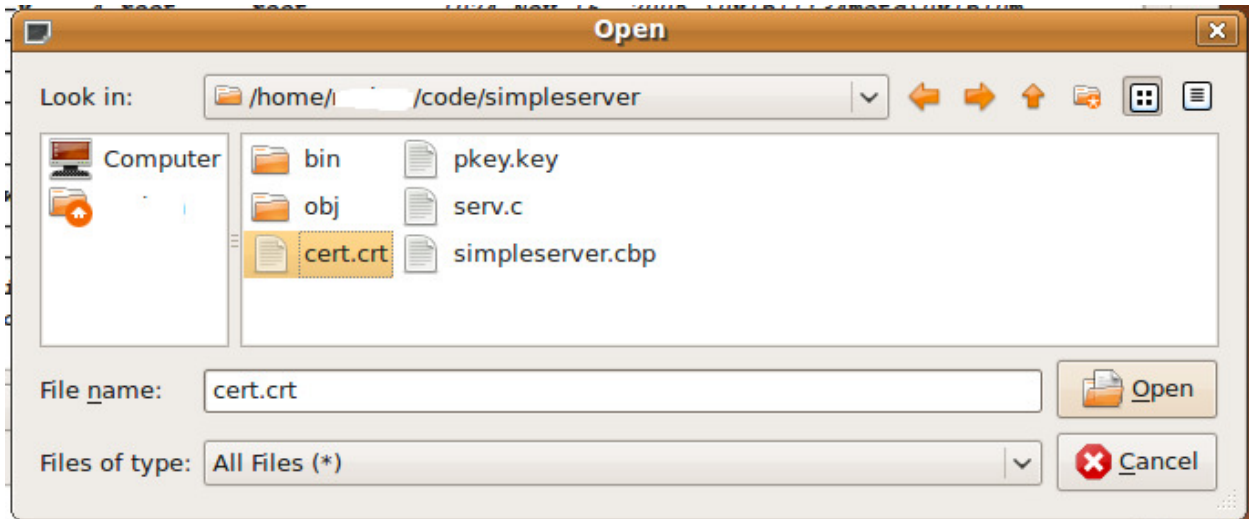 Open
Look in: /home/ /code/simpleserver
Computer bin pkey.key
obj serv.c
cert.crt simpleserver.cbp
File name: cert.crt Open
Files of type: All Files (*) Cancel